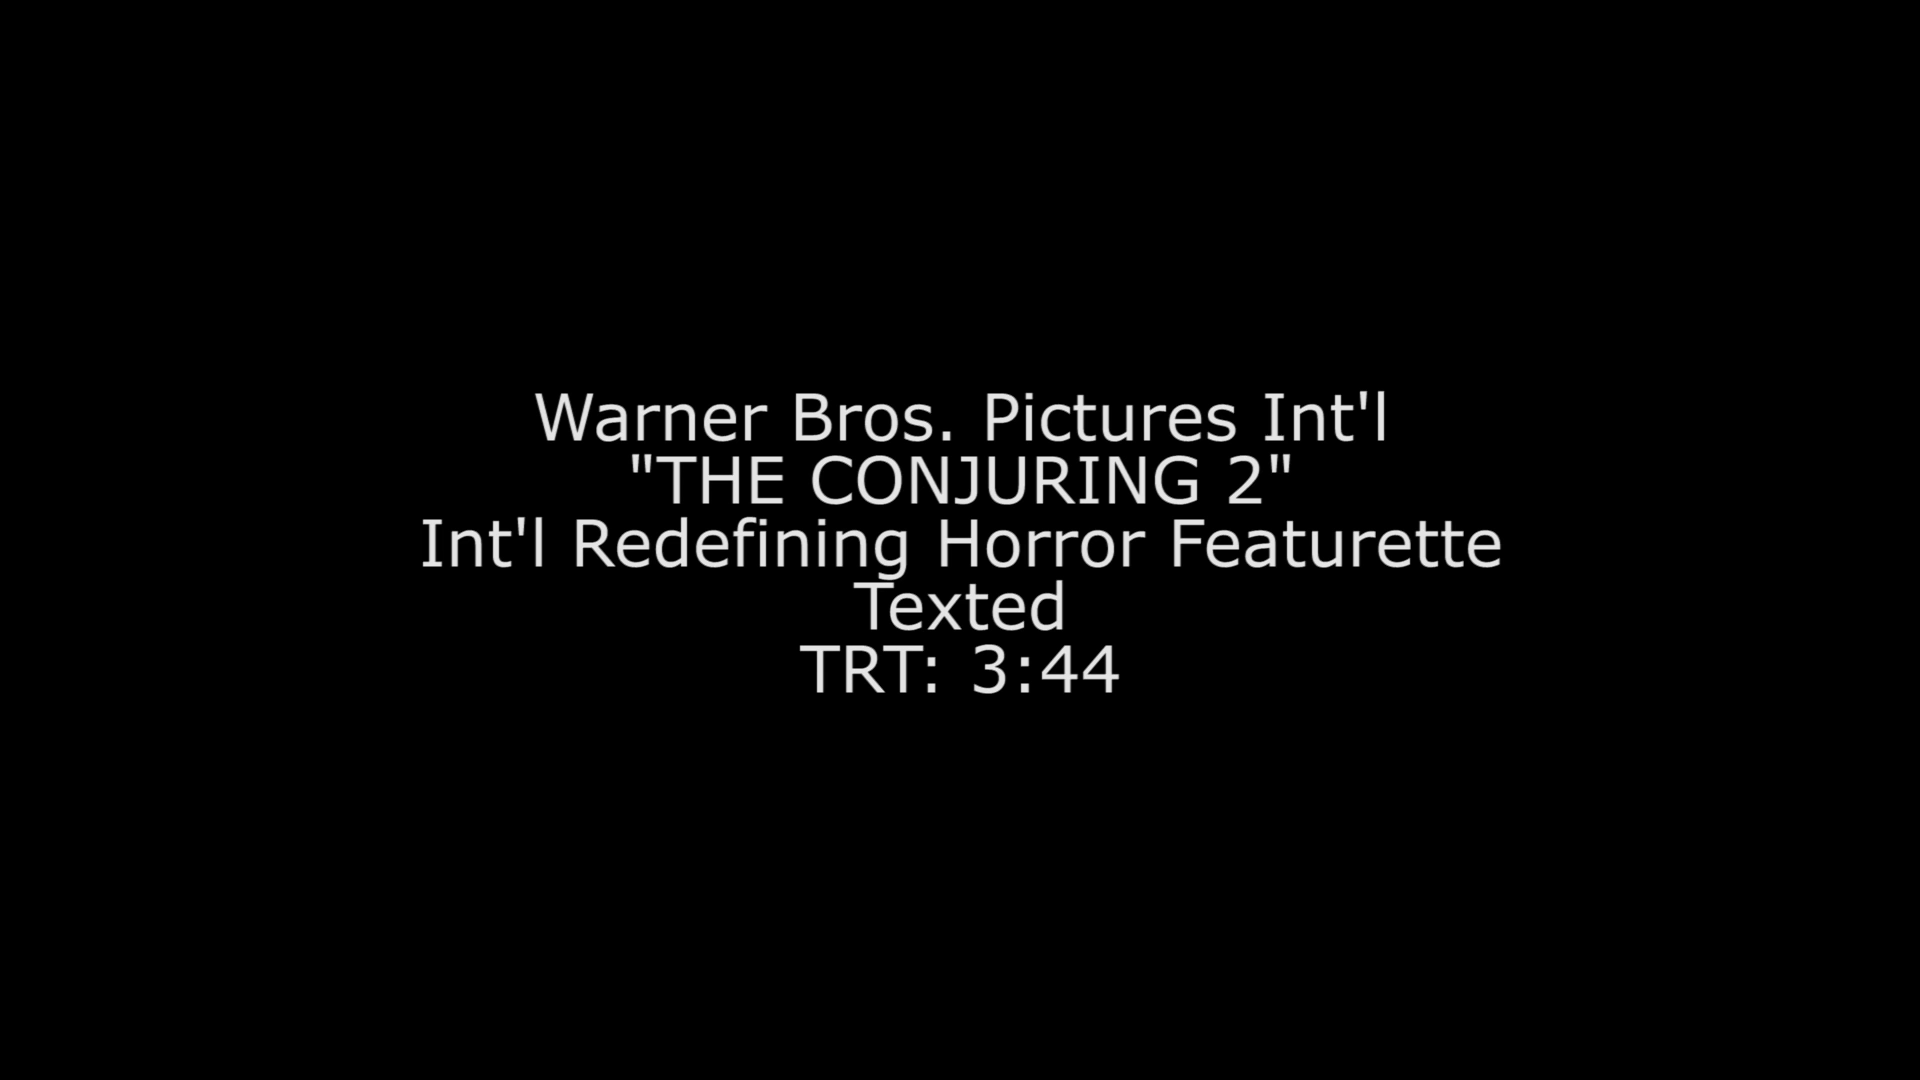 Warner Bros. Pictures Int'l
"THE CONJURING 2"
Int'l Redefining Horror Featurette
Texted
TRT: 3:44